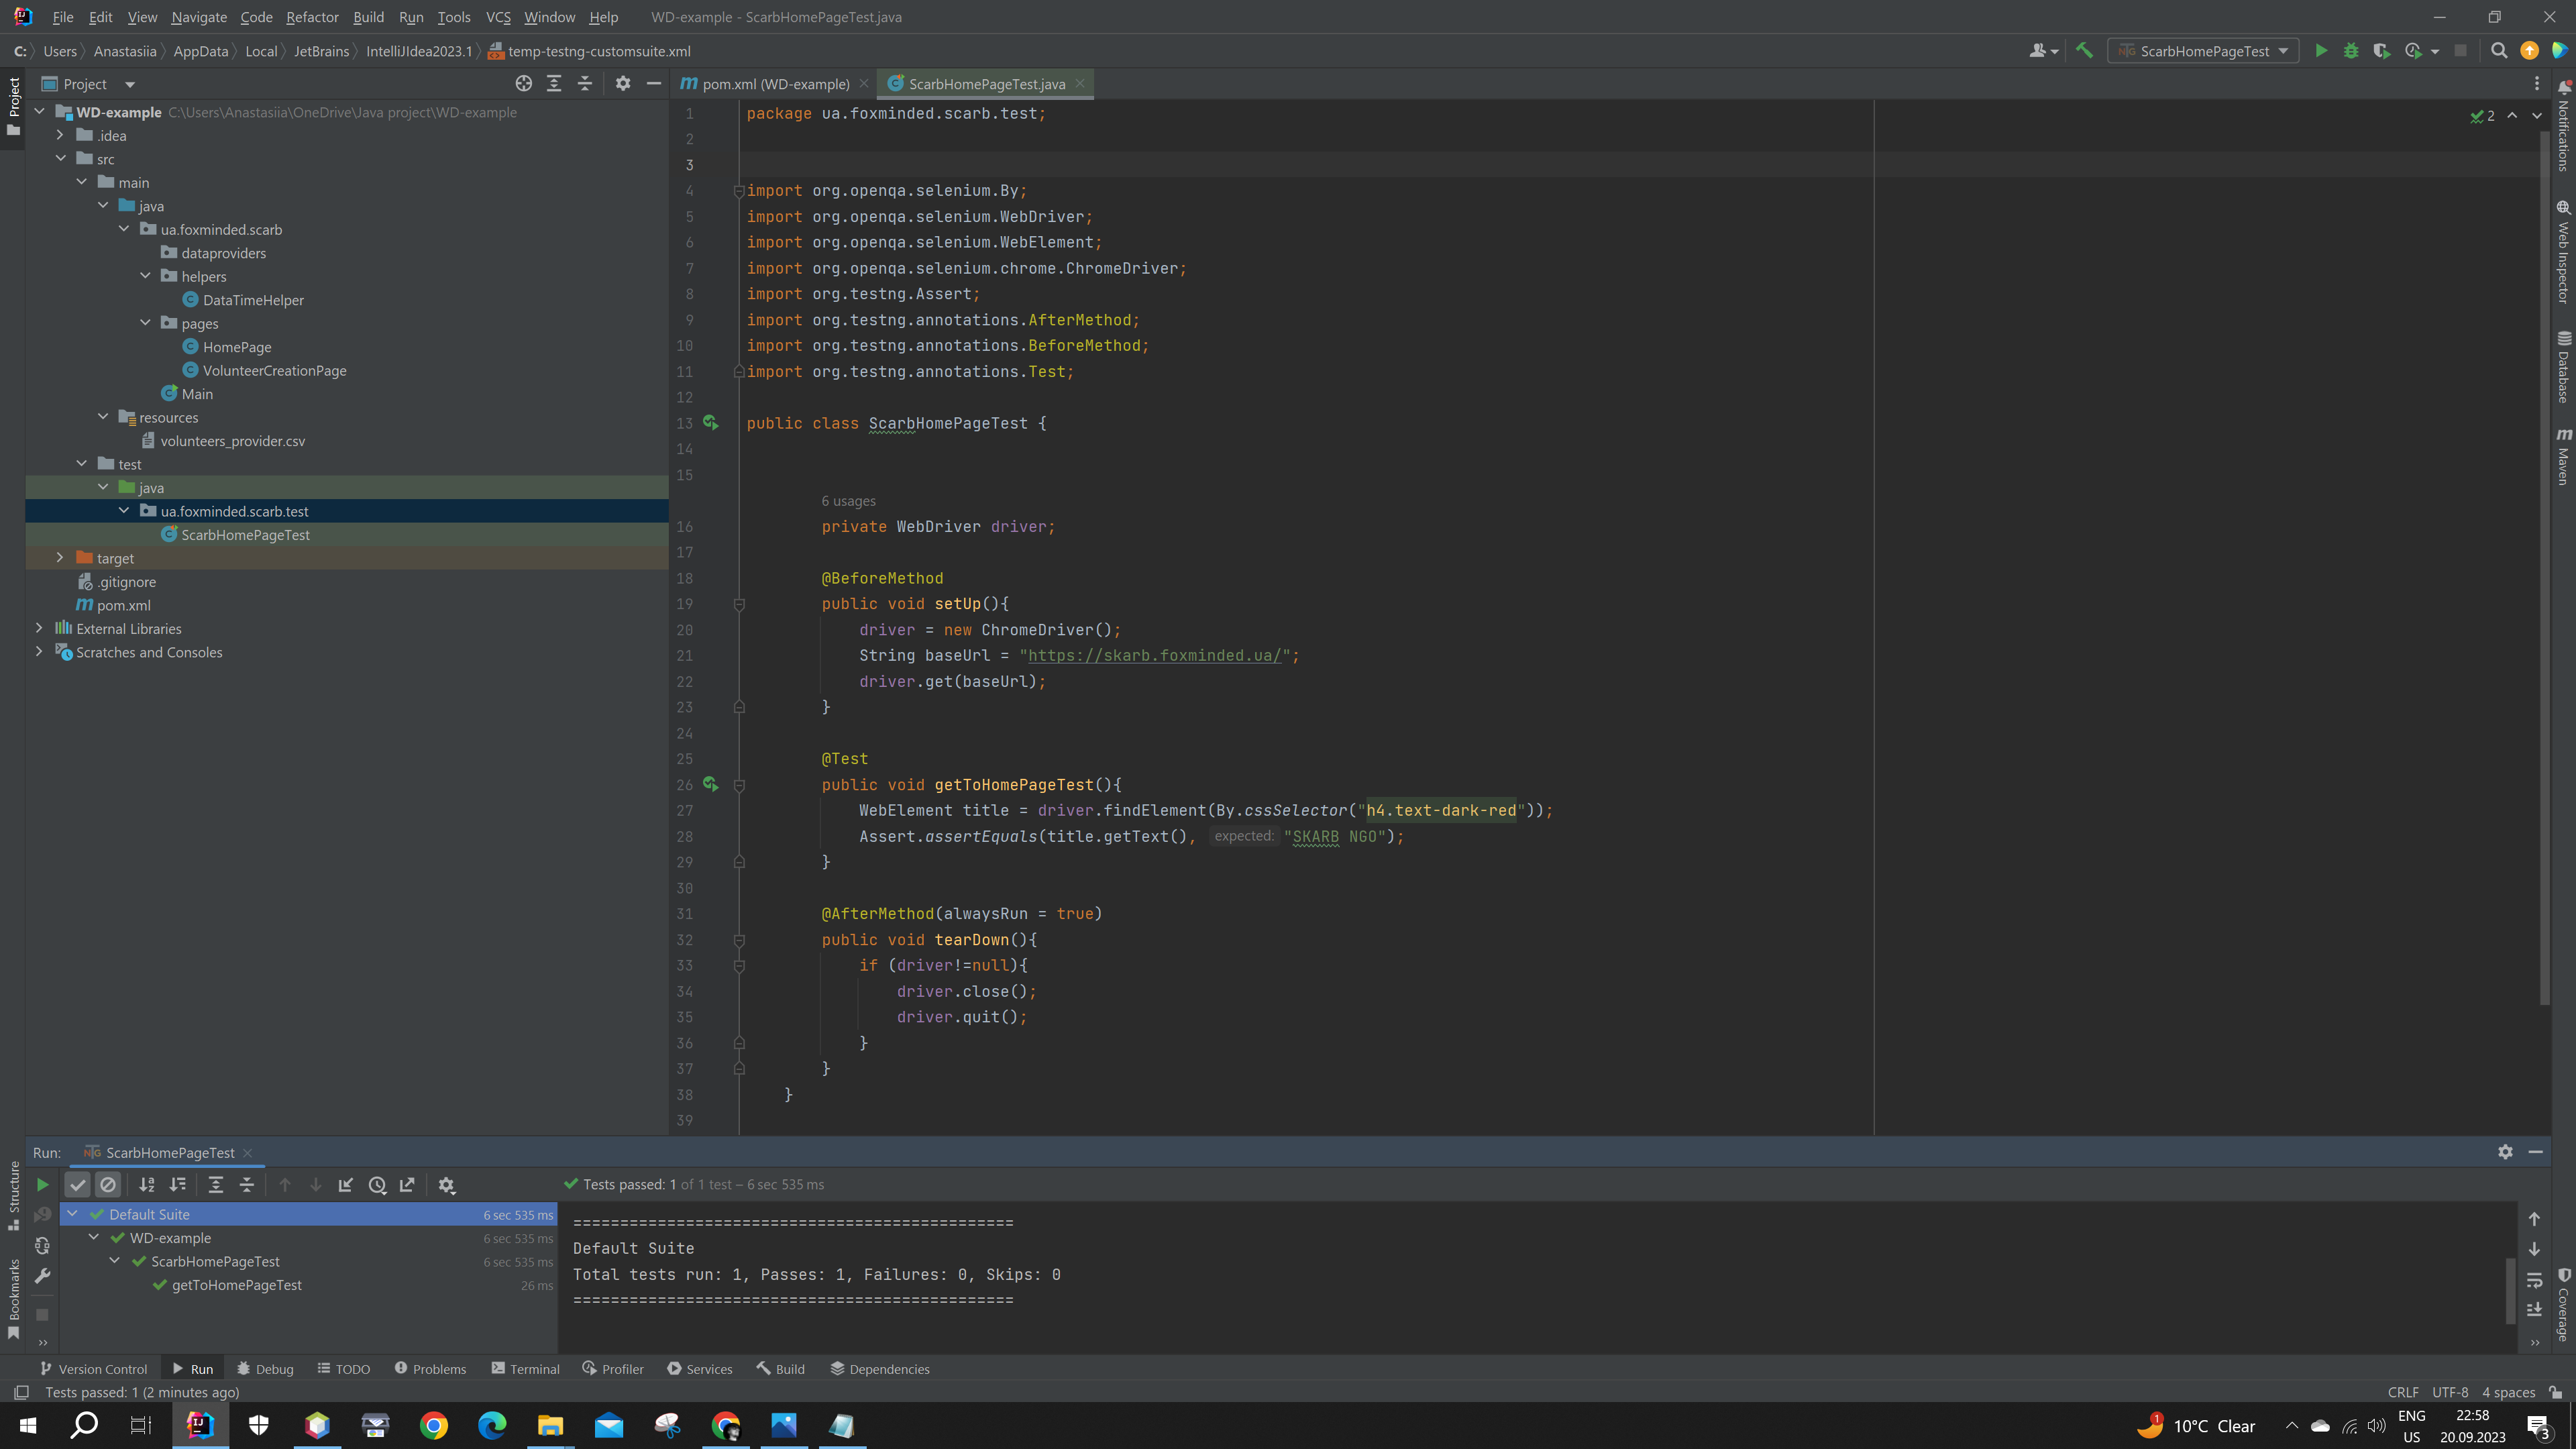 File Edit View Navigate Code Refactor Build Run Tools VCS Window Help WD-example - ScarbHomePageTest.java
C: Users Anastasiia AppData Local JetBrains IntelliJIdea2023.1 temp-testng-customsuite.xml ScarbHomePageTest
Project
Project
pom.xml (WD-example)
ScarbHomePageTest.java
WD-example C:\Users\Anastasiia\OneDrive\Java project\WD-example
.idea
src
main
java
ua.foxminded.scarb
dataproviders
helpers
DataTimeHelper
pages
HomePage
VolunteerCreationPage
Main
resources
volunteers_provider.csv
test
java
ua.foxminded.scarb.test
ScarbHomePageTest
target
.gitignore
pom.xml
External Libraries
Scratches and Consoles
1 package ua.foxminded.scarb.test;
2
3
4 import org.openqa.selenium.By;
5 import org.openqa.selenium.WebDriver;
6 import org.openqa.selenium.WebElement;
7 import org.openqa.selenium.chrome.ChromeDriver;
8 import org.testng.Assert;
9 import org.testng.annotations.AfterMethod;
10 import org.testng.annotations.BeforeMethod;
11 import org.testng.annotations.Test;
12
13 public class ScarbHomePageTest {
14
15
6 usages
16 private WebDriver driver;
17
18 @BeforeMethod
19 public void setUp(){
20 driver = new ChromeDriver();
21 String baseUrl = "https://skarb.foxminded.ua/";
22 driver.get(baseUrl);
23 }
24
25 @Test
26 public void getToHomePageTest(){
27 WebElement title = driver.findElement(By.cssSelector("h4.text-dark-red"));
28 Assert.assertEquals(title.getText(), expected: "SKARB NGO");
29 }
30
31 @AfterMethod(alwaysRun = true)
32 public void tearDown(){
33 if (driver!=null){
34 driver.close();
35 driver.quit();
36 }
37 }
38 }
39
2
Notifications
Web Inspector
Database
m Maven
Coverage
Structure
Bookmarks
Run: ScarbHomePageTest
Tests passed: 1 of 1 test – 6 sec 535 ms
Default Suite 6 sec 535 ms
WD-example 6 sec 535 ms
ScarbHomePageTest 6 sec 535 ms
getToHomePageTest 26 ms
===============================================
Default Suite
Total tests run: 1, Passes: 1, Failures: 0, Skips: 0
===============================================
Version Control Run Debug TODO Problems Terminal Profiler Services Build Dependencies
Tests passed: 1 (2 minutes ago) CRLF UTF-8 4 spaces
1 10°C Clear
ENG
US
22:58
20.09.2023
3